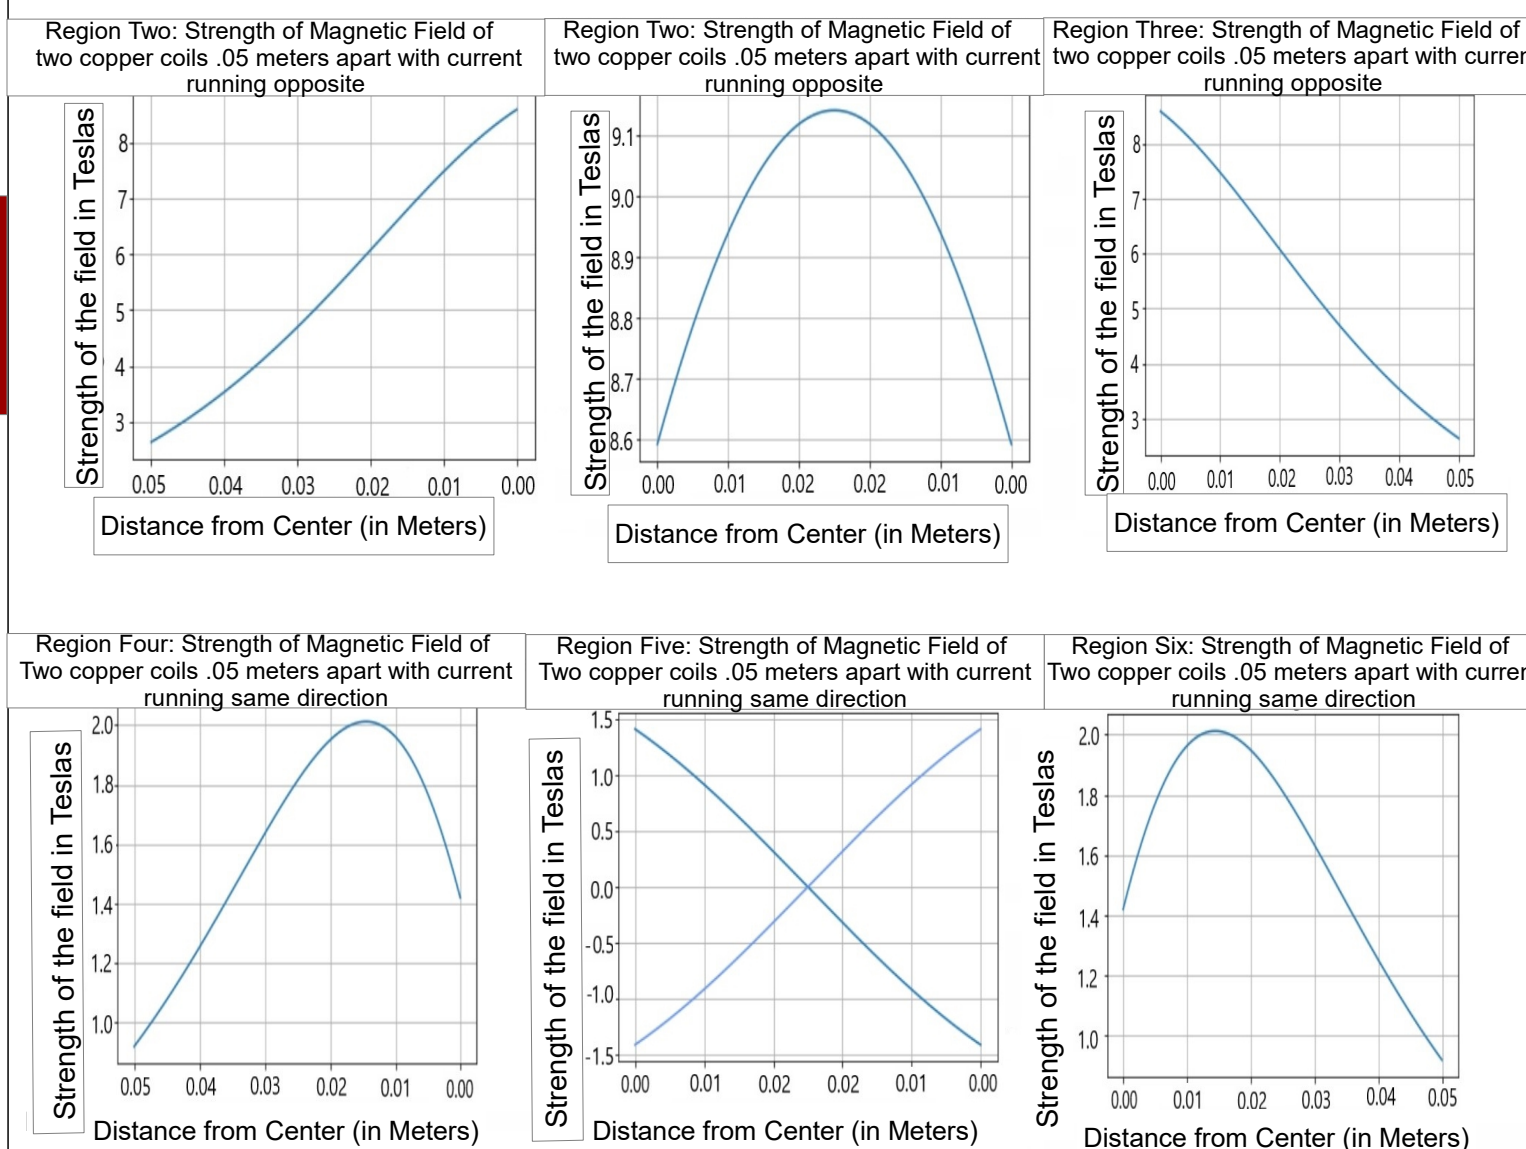 Region Two: Strength of Magnetic Field of
two copper coils .05 meters apart with current
running opposite
Strength of the field in Teslas
8
7
6
5
4
3
0.05 0.04 0.03 0.02 0.01 0.00
Distance from Center (in Meters)
Region Two: Strength of Magnetic Field of
two copper coils .05 meters apart with current
running opposite
Strength of the field in Teslas
9.1
9.0
8.9
8.8
8.7
8.6
0.00 0.01 0.02 0.02 0.01 0.00
Distance from Center (in Meters)
Region Three: Strength of Magnetic Field of
two copper coils .05 meters apart with curren
running opposite
Strength of the field in Teslas
8
7
6
5
4
3
0.00 0.01 0.02 0.03 0.04 0.05
Distance from Center (in Meters)
Region Four: Strength of Magnetic Field of
Two copper coils .05 meters apart with current
running same direction
Strength of the field in Teslas
2.0
1.8
1.6
1.4
1.2
1.0
0.05 0.04 0.03 0.02 0.01 0.00
Distance from Center (in Meters)
Region Five: Strength of Magnetic Field of
Two copper coils .05 meters apart with current
running same direction
Strength of the field in Teslas
1.5
1.0
0.5
0.0
-0.5
-1.0
-1.5
0.00 0.01 0.02 0.02 0.01 0.00
Distance from Center (in Meters)
Region Six: Strength of Magnetic Field of
Two copper coils .05 meters apart with curren
running same direction
Strength of the field in Teslas
2.0
1.8
1.6
1.4
1.2
1.0
0.00 0.01 0.02 0.03 0.04 0.05
Distance from Center (in Meters)